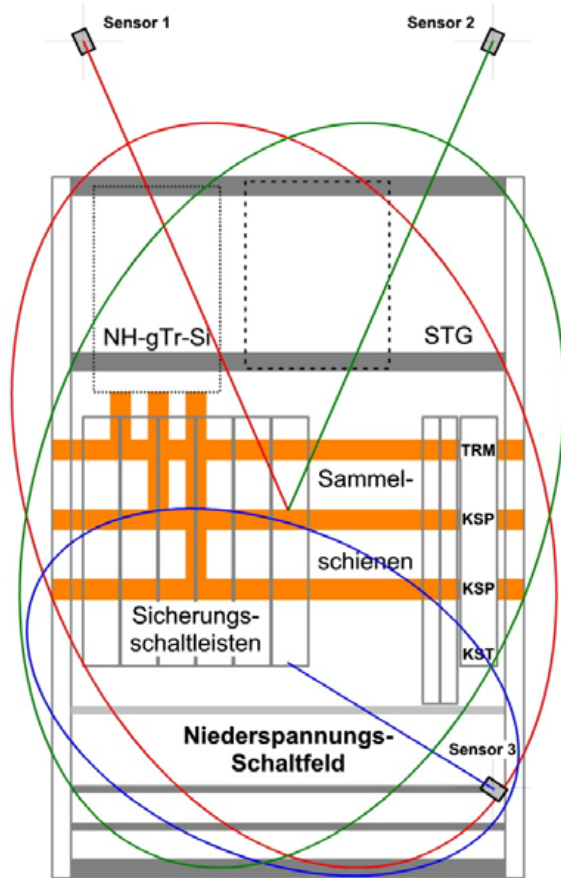 Sensor 1
Sensor 2
NH-gTr-Si
STG
TRM
Sammel-
KSP
schienen
KSP
Sicherungs-
schaltleisten
KST
Niederspannungs-
Schaltfeld
Sensor 3